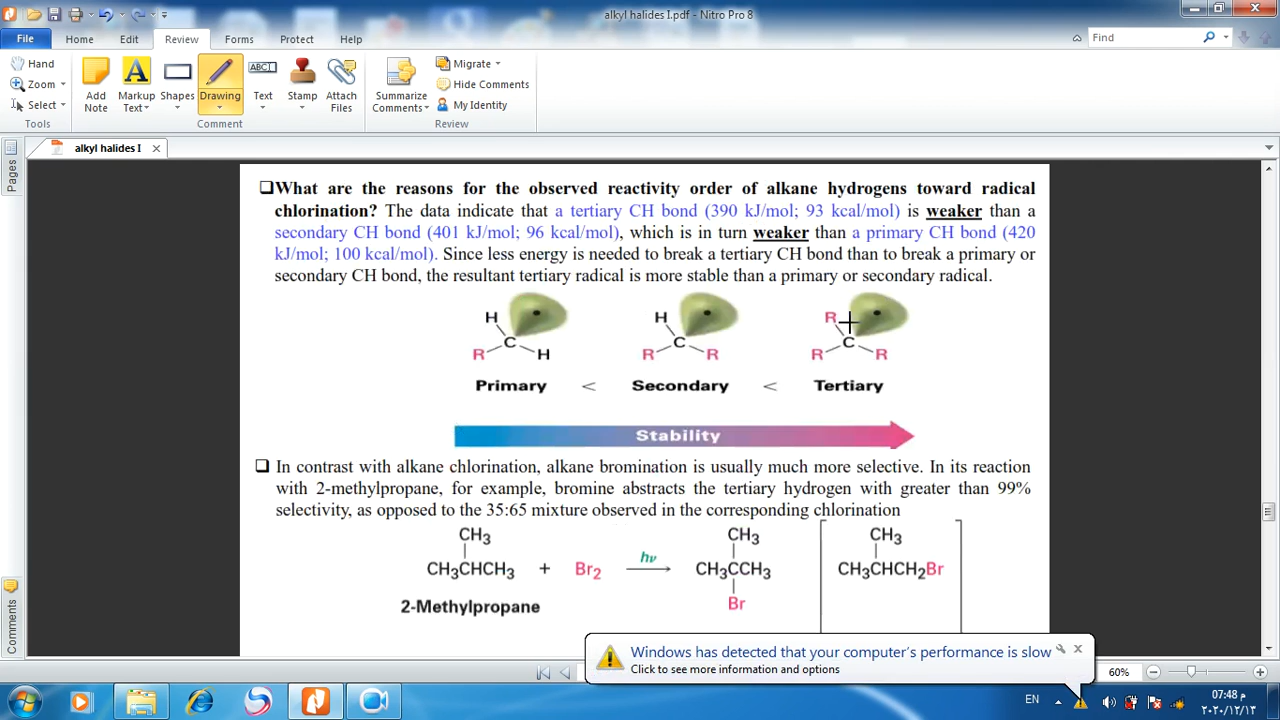 alkyl halides I.pdf - Nitro Pro 8
File Home Edit Review Forms Protect Help
Find
Hand
Zoom
Select
Tools
Add Note
Markup Text
Shapes
Drawing
Text
Stamp
Attach Files
Comment
Summarize Comments
Migrate
Hide Comments
My Identity
Review
alkyl halides I
Pages
Comments
❑What are the reasons for the observed reactivity order of alkane hydrogens toward radical
chlorination? The data indicate that a tertiary CH bond (390 kJ/mol; 93 kcal/mol) is weaker than a
secondary CH bond (401 kJ/mol; 96 kcal/mol), which is in turn weaker than a primary CH bond (420
kJ/mol; 100 kcal/mol). Since less energy is needed to break a tertiary CH bond than to break a primary or
secondary CH bond, the resultant tertiary radical is more stable than a primary or secondary radical.
H H R
C C C
R H R R R R
Primary < Secondary < Tertiary
Stability
❑ In contrast with alkane chlorination, alkane bromination is usually much more selective. In its reaction
with 2-methylpropane, for example, bromine abstracts the tertiary hydrogen with greater than 99%
selectivity, as opposed to the 35:65 mixture observed in the corresponding chlorination
CH₃ CH₃ CH₃
CH₃CHCH₃ + Br₂ hν CH₃CCH₃ CH₃CHCH₂Br
Br
2-Methylpropane
Windows has detected that your computer's performance is slow
Click to see more information and options
60%
EN
ABC
07:48 م
٢٠٢٠/١٢/١٣